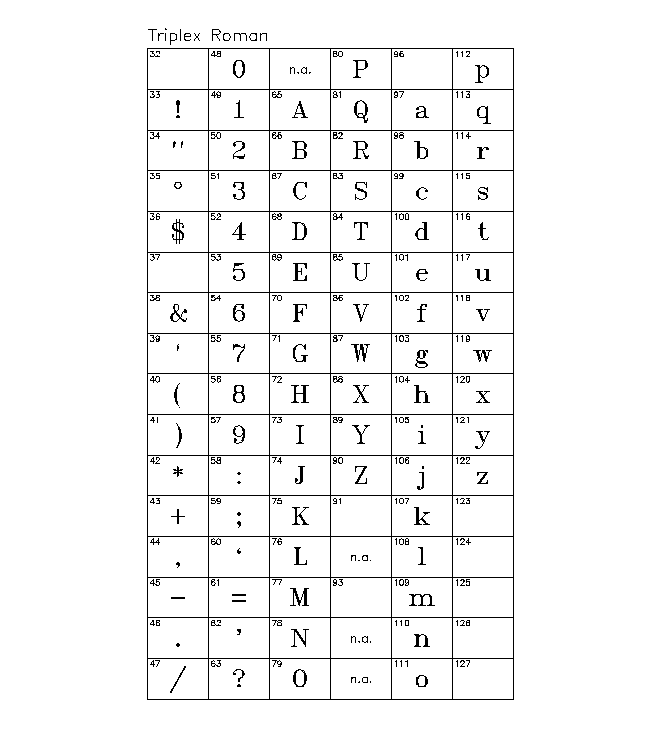 Triplex Roman
32 48 0 n.a. 80 P 96 112 p
33 ! 49 1 65 A 81 Q 97 a 113 q
34 " 50 2 66 B 82 R 98 b 114 r
35 ° 51 3 67 C 83 S 99 c 115 s
36 $ 52 4 68 D 84 T 100 d 116 t
37 53 5 69 E 85 U 101 e 117 u
38 & 54 6 70 F 86 V 102 f 118 v
39 ' 55 7 71 G 87 W 103 g 119 w
40 ( 56 8 72 H 88 X 104 h 120 x
41 ) 57 9 73 I 89 Y 105 i 121 y
42 * 58 : 74 J 90 Z 106 j 122 z
43 + 59 ; 75 K 91 107 k 123
44 , 60 ‘ 76 L n.a. 108 l 124
45 – 61 = 77 M 93 109 m 125
46 . 62 ’ 78 N n.a. 110 n 126
47 / 63 ? 79 O n.a. 111 o 127